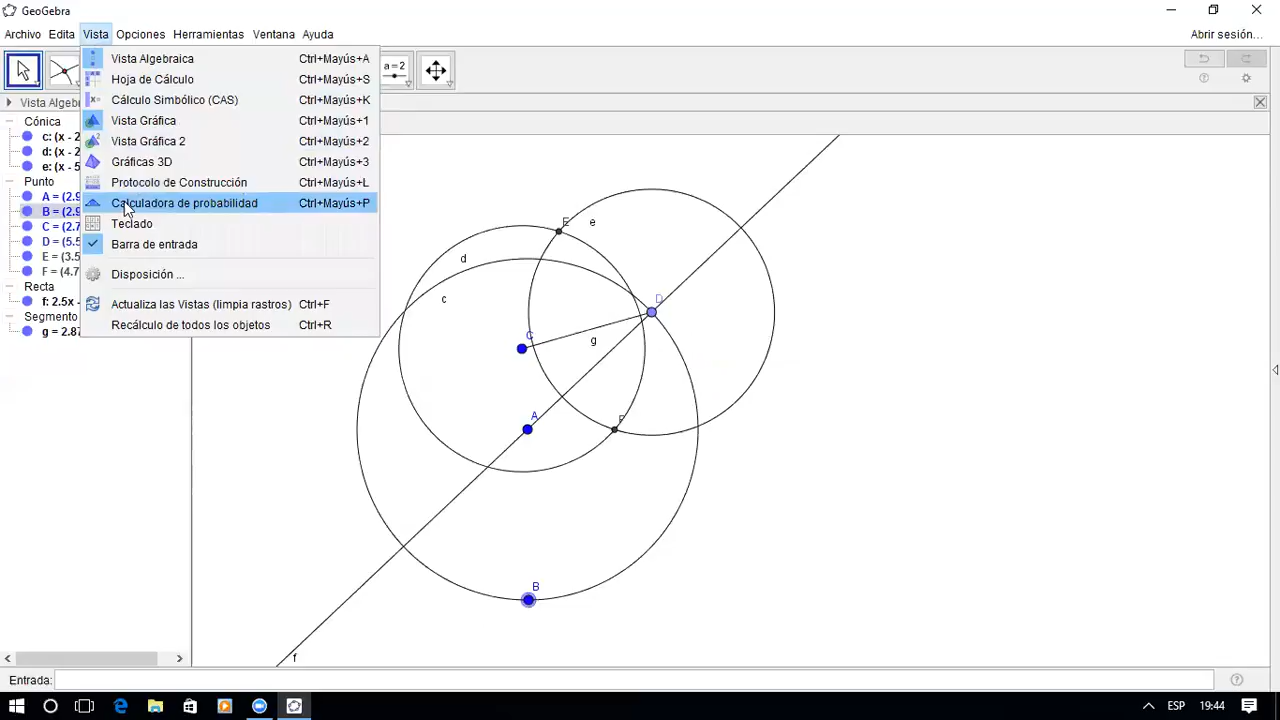 GeoGebra
Archivo Edita Vista Opciones Herramientas Ventana Ayuda
Abrir sesión...
Vista Algebraica Ctrl+Mayús+A
Hoja de Cálculo Ctrl+Mayús+S
Cálculo Simbólico (CAS) Ctrl+Mayús+K
Vista Gráfica Ctrl+Mayús+1
Vista Gráfica 2 Ctrl+Mayús+2
Gráficas 3D Ctrl+Mayús+3
Protocolo de Construcción Ctrl+Mayús+L
Calculadora de probabilidad Ctrl+Mayús+P
Teclado
Barra de entrada
Disposición ...
Actualiza las Vistas (limpia rastros) Ctrl+F
Recálculo de todos los objetos Ctrl+R
a = 2
Vista Algeb
Cónica
c: (x - 2
d: (x - 2
e: (x - 5
Punto
A = (2.9
B = (2.9
C = (2.7
D = (5.5
E = (3.5
F = (4.7
Recta
f: 2.5x -
Segmento
g = 2.87
E
e
d
c
D
C
g
A
F
B
f
Entrada:
ESP 19:44